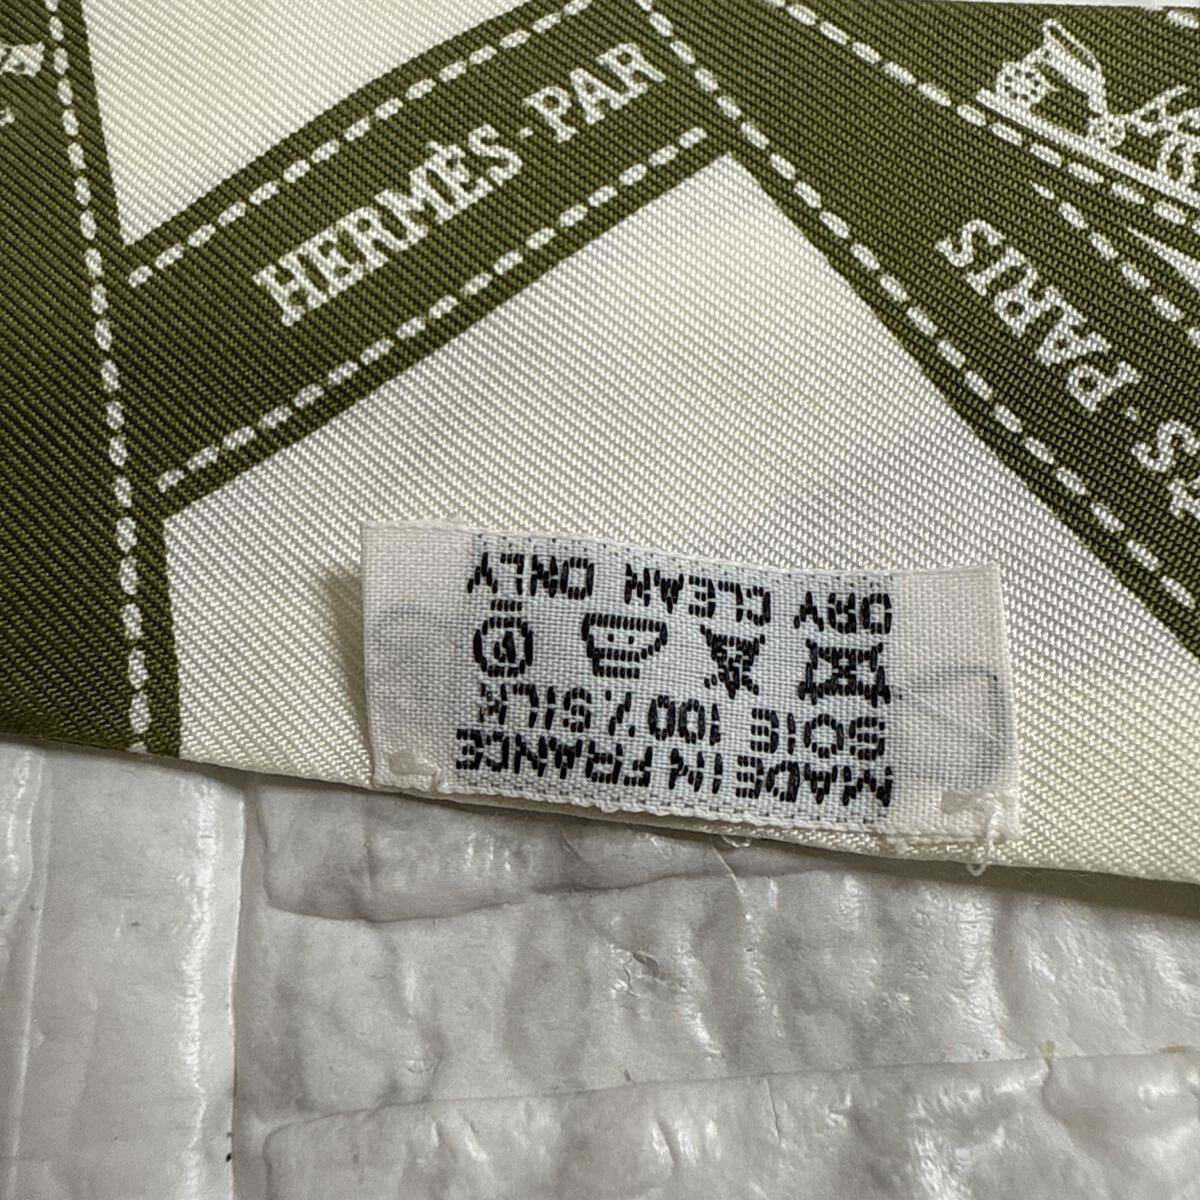 HERMÈS-PAR
S-PARIS
MADE IN FRANCE
SOIE 100% SILK
DRY CLEAN ONLY